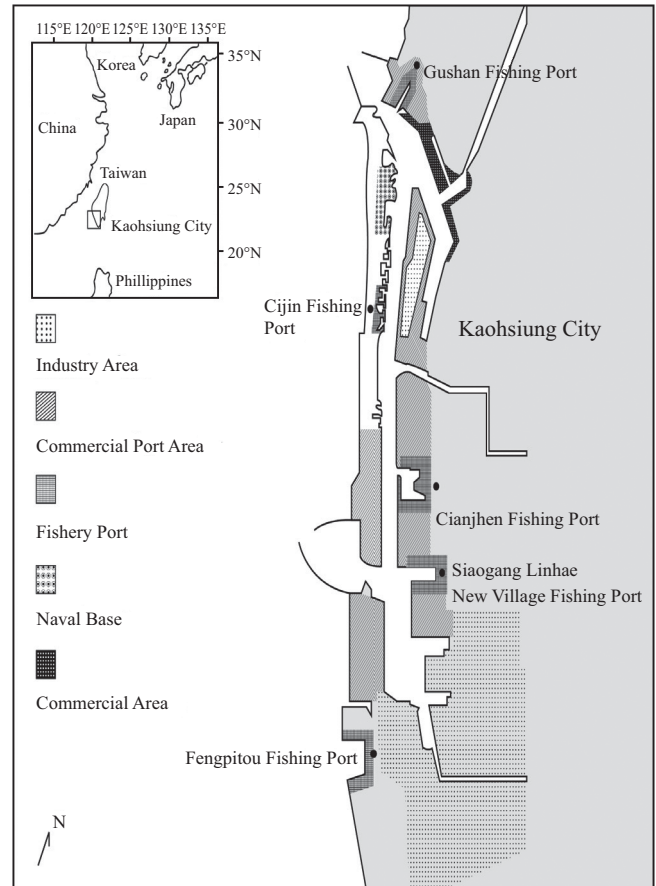 115°E 120°E 125°E 130°E 135°E
35°N
Korea
Japan
30°N
China
Taiwan
25°N
Kaohsiung City
20°N
Phillippines
Gushan Fishing Port
Cijin Fishing
Port
Kaohsiung City
Industry Area
Commercial Port Area
Fishery Port
Naval Base
Commercial Area
Cianjhen Fishing Port
Siaogang Linhae
New Village Fishing Port
Fengpitou Fishing Port
N